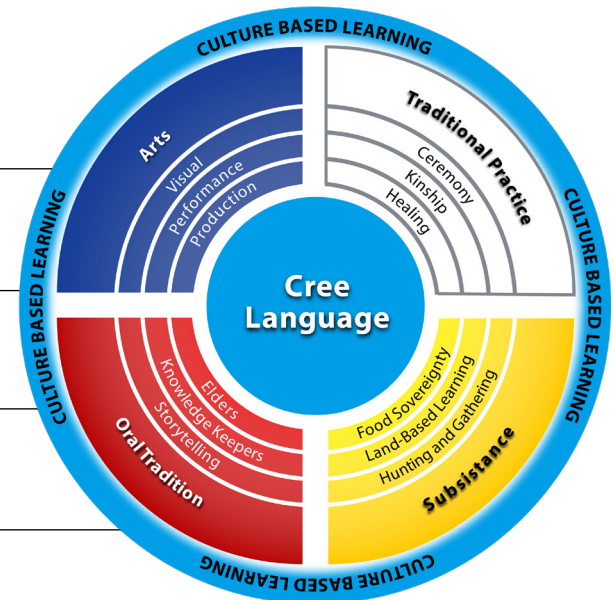 CULTURE BASED LEARNING
Arts
Visual
Performance
Production
Traditional Practice
Ceremony
Kinship
Healing
CULTURE BASED LEARNING
CULTURE BASED LEARNING
Cree
Language
Elders
Knowledge Keepers
Storytelling
Oral Tradition
Food Sovereignty
Land-Based Learning
Hunting and Gathering
Subsistance
CULTURE BASED LEARNING